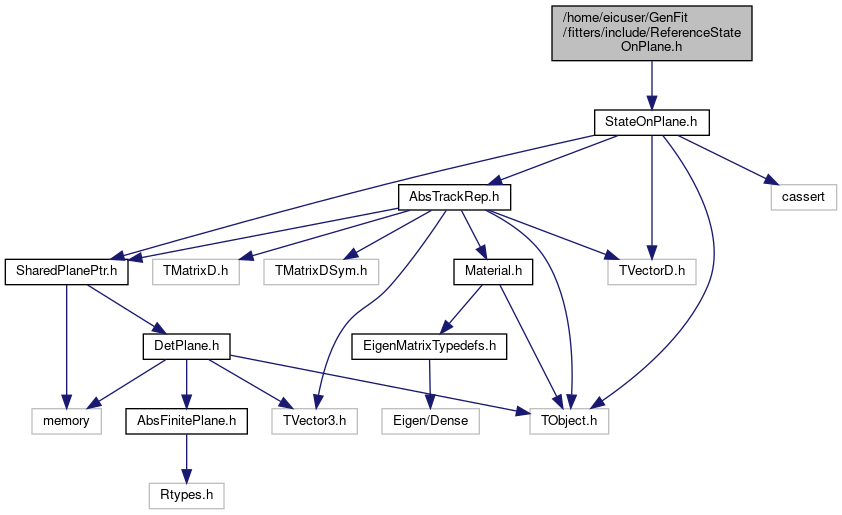 /home/eicuser/GenFit
/fitters/include/ReferenceState
OnPlane.h
StateOnPlane.h
AbsTrackRep.h
cassert
SharedPlanePtr.h
TMatrixD.h
TMatrixDSym.h
Material.h
TVectorD.h
DetPlane.h
EigenMatrixTypedefs.h
memory
AbsFinitePlane.h
TVector3.h
Eigen/Dense
TObject.h
Rtypes.h